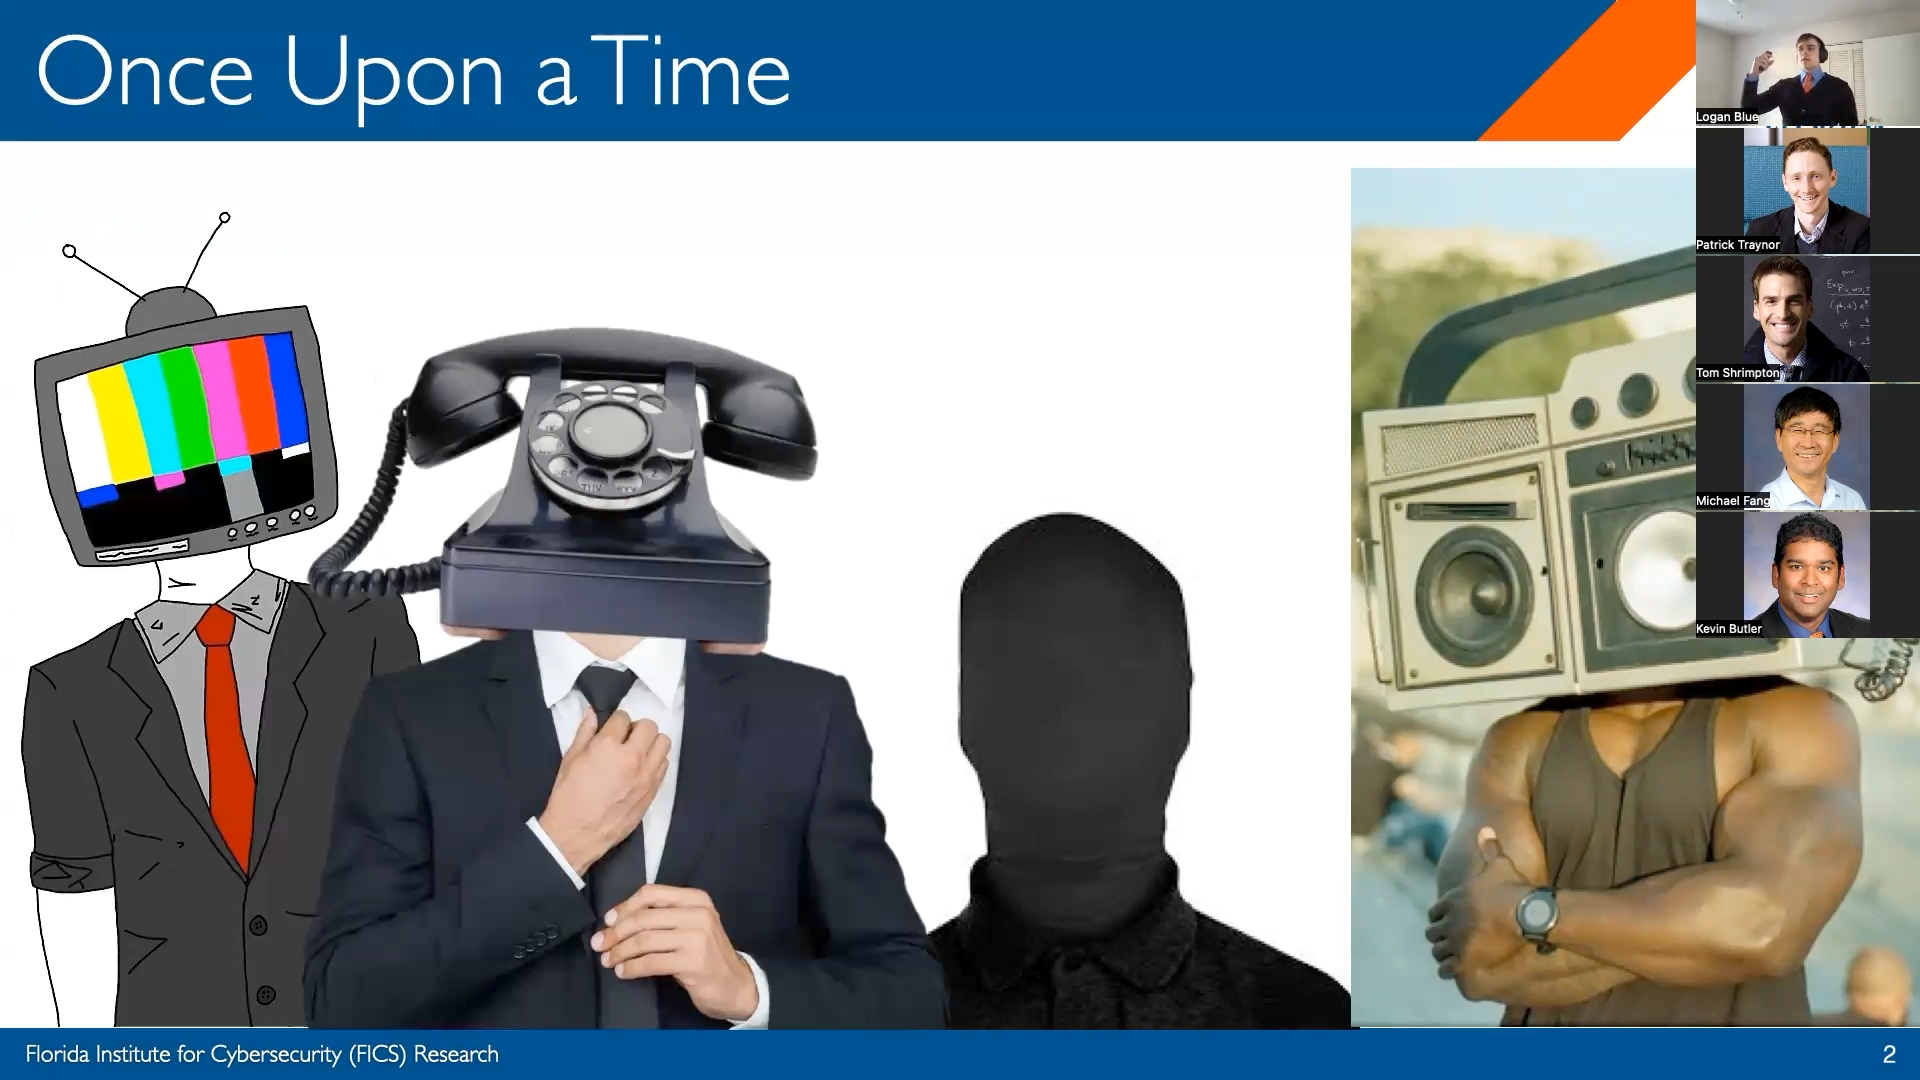 Once Upon a Time
Logan Blue
Patrick Traynor
Tom Shrimpton
Michael Fang
Kevin Butler
Florida Institute for Cybersecurity (FICS) Research
2